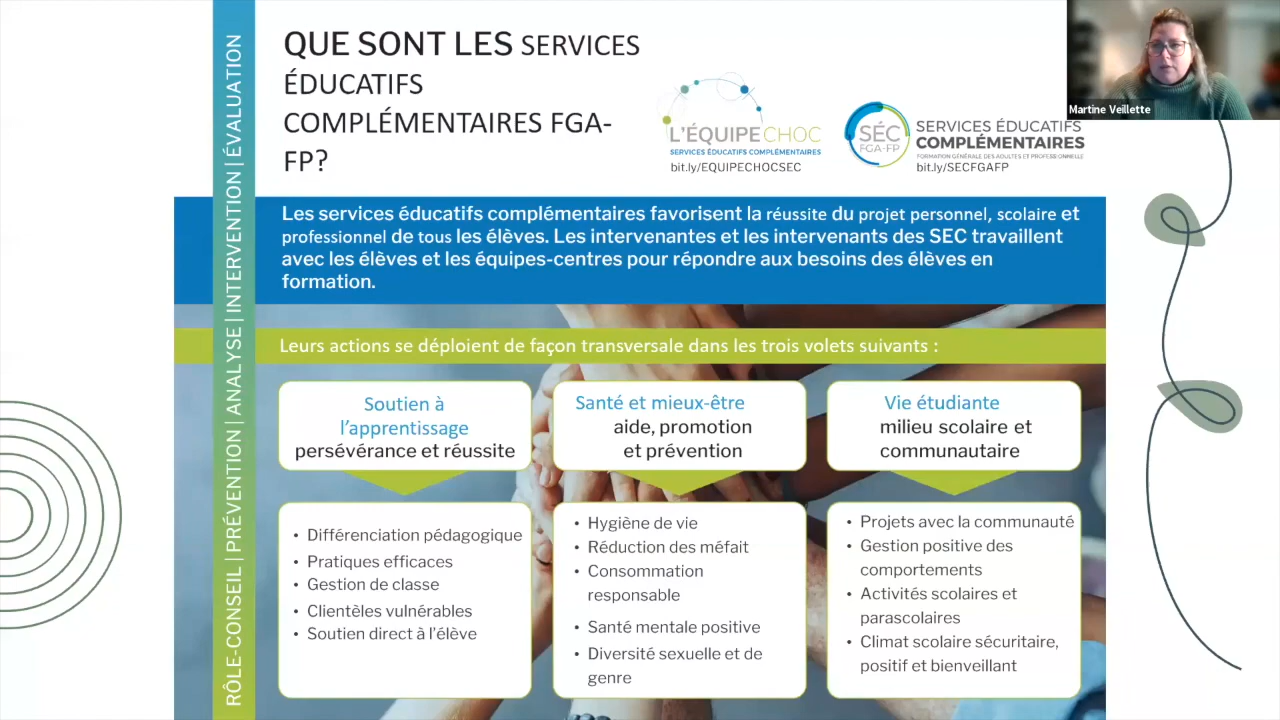 QUE SONT LES SERVICES
ÉDUCATIFS
COMPLÉMENTAIRES FGA-
FP?
L'ÉQUIPECHOC
SERVICES ÉDUCATIFS COMPLÉMENTAIRES
bit.ly/EQUIPECHOCSEC
SÉC
FGA-FP
SERVICES ÉDUCATIFS
COMPLÉMENTAIRES
FORMATION GÉNÉRALE DES ADULTES ET PROFESSIONNELLE
bit.ly/SECFGAFP
Martine Veillette
RÔLE-CONSEIL | PRÉVENTION | ANALYSE | INTERVENTION | ÉVALUATION
Les services éducatifs complémentaires favorisent la réussite du projet personnel, scolaire et
professionnel de tous les élèves. Les intervenantes et les intervenants des SEC travaillent
avec les élèves et les équipes-centres pour répondre aux besoins des élèves en
formation.
Leurs actions se déploient de façon transversale dans les trois volets suivants :
Soutien à
l'apprentissage
persévérance et réussite
• Différenciation pédagogique
• Pratiques efficaces
• Gestion de classe
• Clientèles vulnérables
• Soutien direct à l'élève
Santé et mieux-être
aide, promotion
et prévention
• Hygiène de vie
• Réduction des méfait
• Consommation
responsable
• Santé mentale positive
• Diversité sexuelle et de
genre
Vie étudiante
milieu scolaire et
communautaire
• Projets avec la communauté
• Gestion positive des
comportements
• Activités scolaires et
parascolaires
• Climat scolaire sécuritaire,
positif et bienveillant